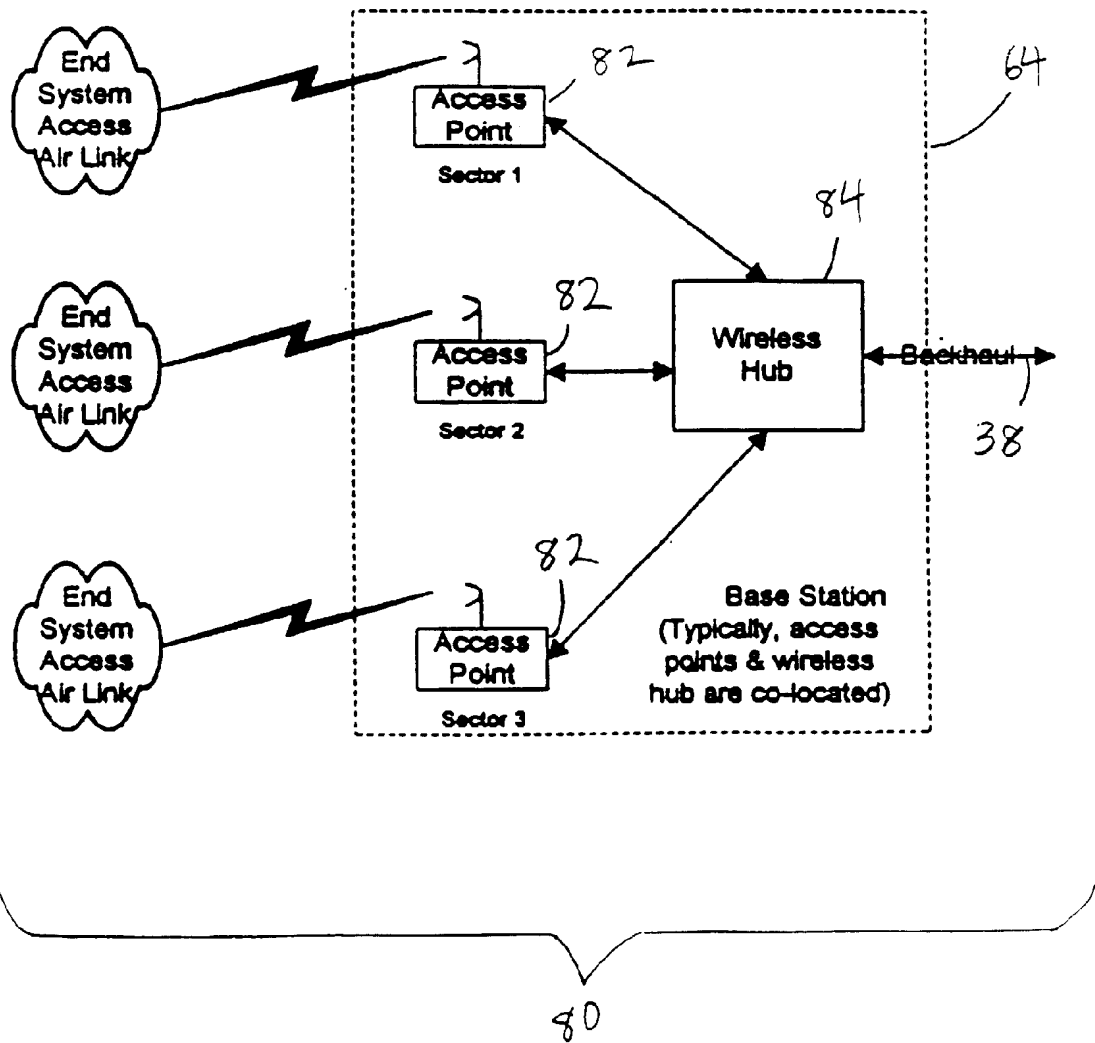 End
System
Access
Air Link
Access
Point
Sector 1
82
64
End
System
Access
Air Link
Access
Point
Sector 2
82
Wireless
Hub
84
Backhaul
38
End
System
Access
Air Link
Access
Point
Sector 3
82
Base Station
(Typically, access
points & wireless
hub are co-located)
80